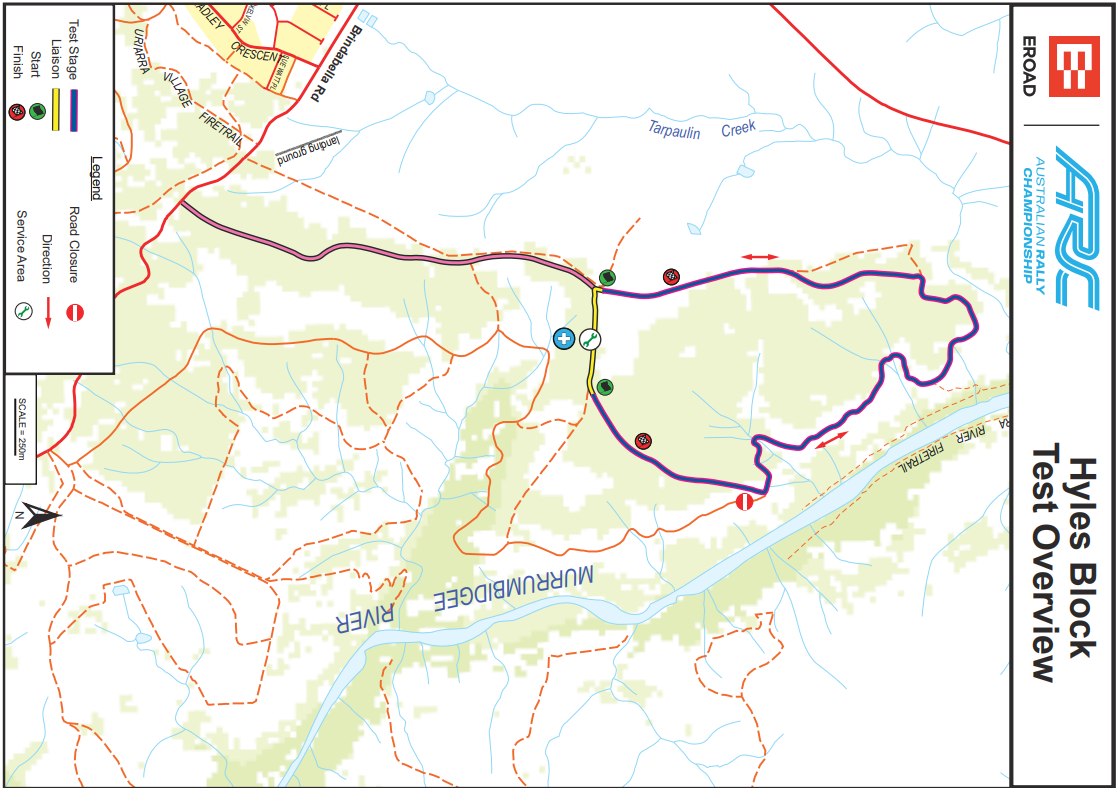 EROAD
AUSTRALIAN RALLY
CHAMPIONSHIP
Hyles Block
Test Overview
Brindabella Rd
CRESCENT
URIARRA
VILLAGE
FIRETRAIL
landing ground
Tarpaulin Creek
RIVER
FIRETRAIL
MURRUMBIDGEE
RIVER
Legend
Test Stage
Liaison
Start
Finish
Road Closure
Direction
Service Area
SCALE = 250m
N